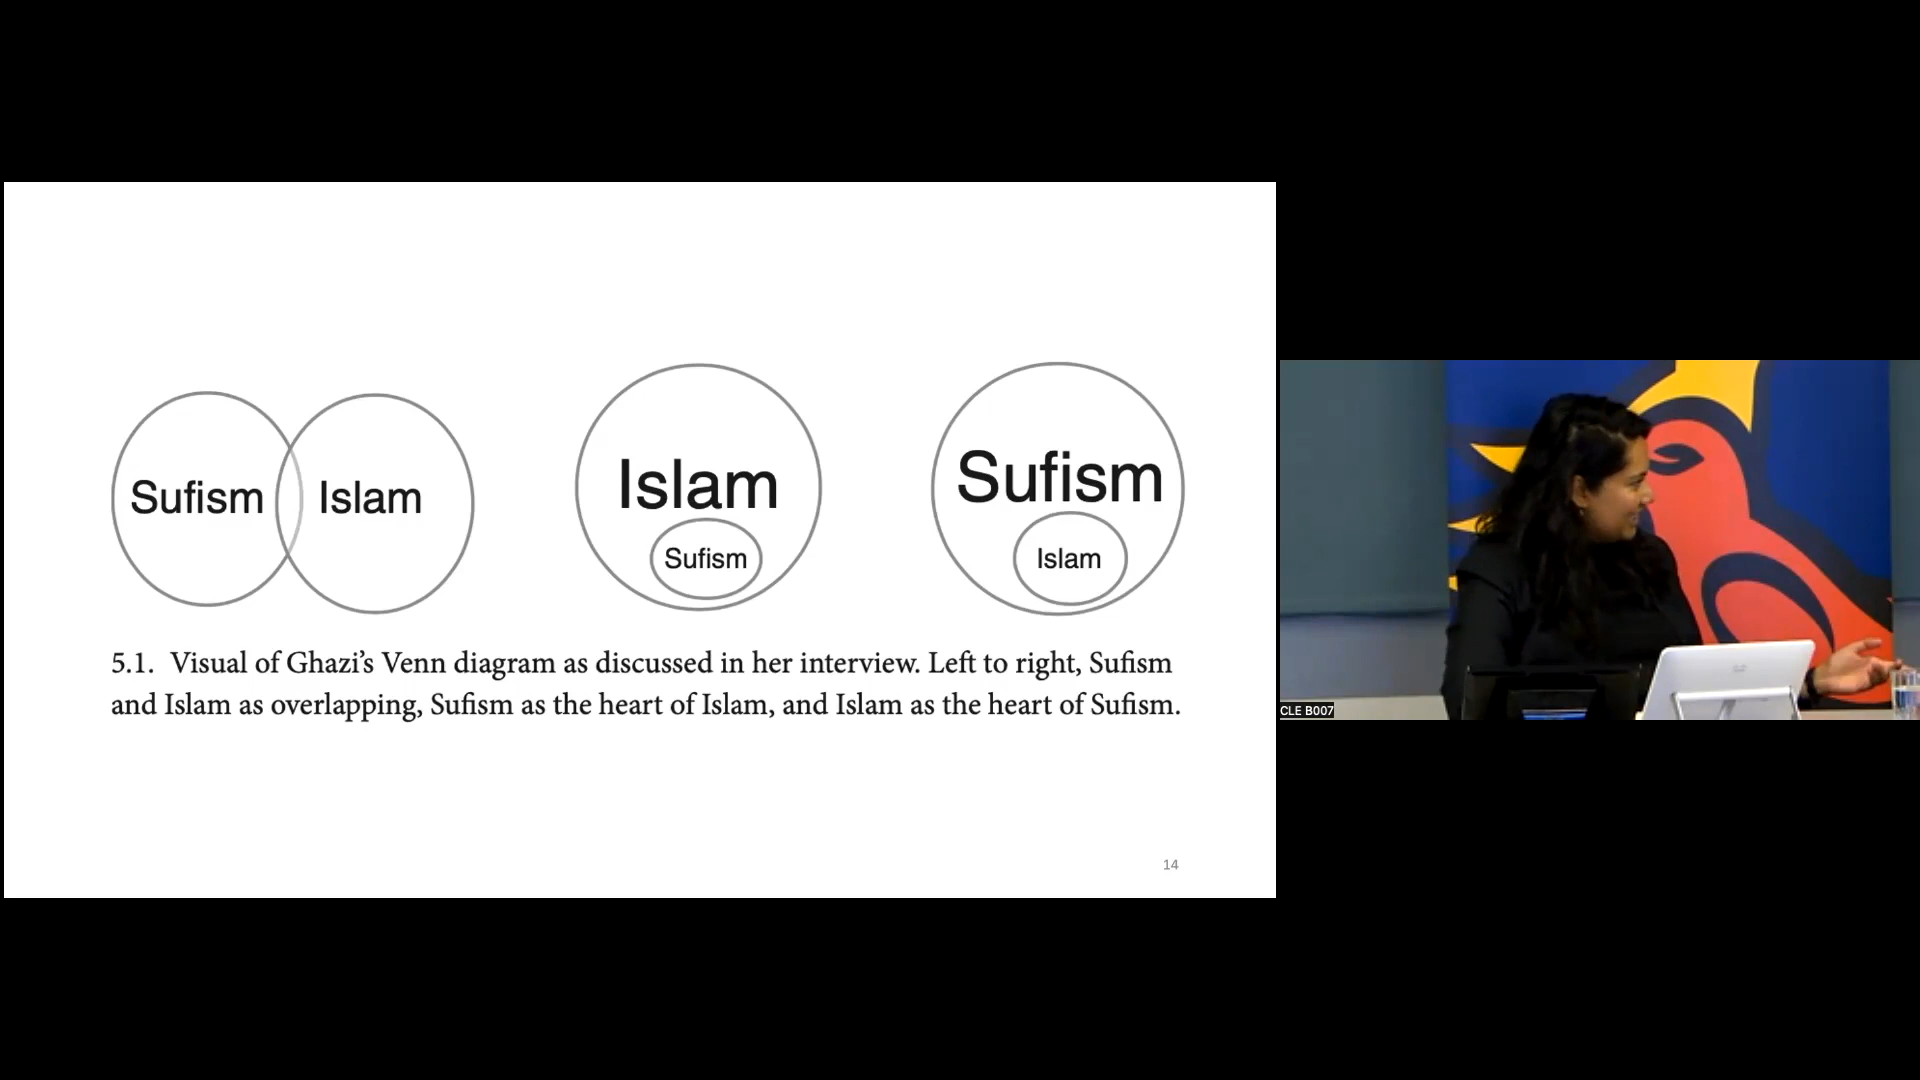 Sufism
Islam
Islam
Sufism
Sufism
Islam
5.1. Visual of Ghazi’s Venn diagram as discussed in her interview. Left to right, Sufism
and Islam as overlapping, Sufism as the heart of Islam, and Islam as the heart of Sufism.
14
CLE B007